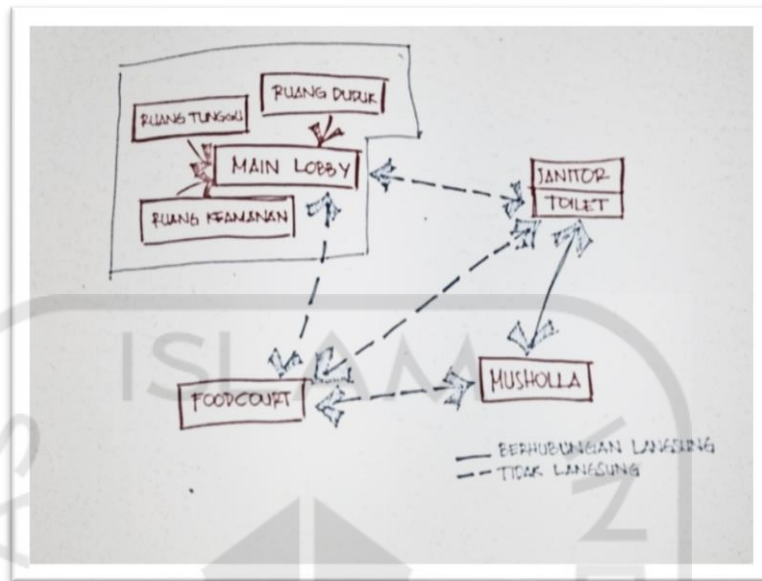 RUANG DUDUK
RUANG TUNGGU
MAIN LOBBY
RUANG KEAMANAN
JANITOR
TOILET
FOODCOURT
MUSHOLLA
BERHUBUNGAN LANGSUNG
TIDAK LANGSUNG
ISLAM